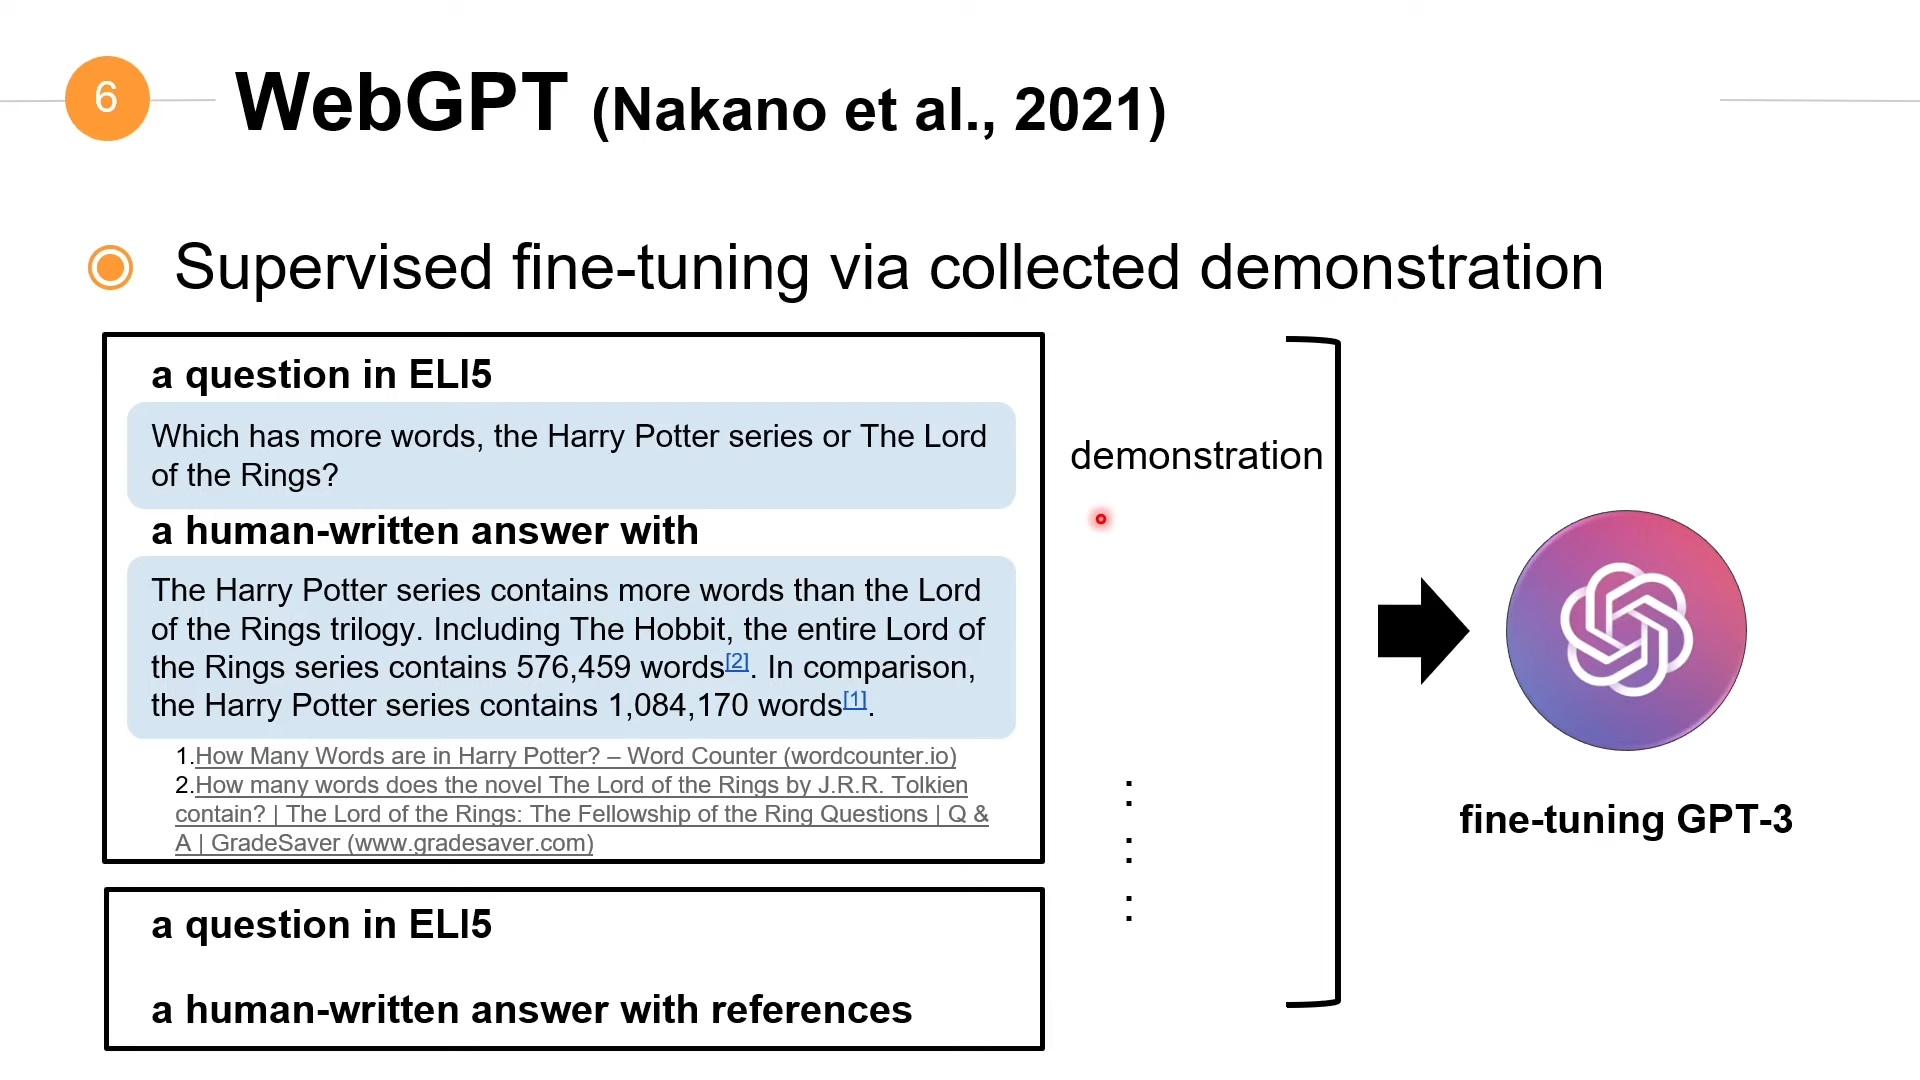 6
WebGPT (Nakano et al., 2021)
Supervised fine-tuning via collected demonstration
a question in ELI5
Which has more words, the Harry Potter series or The Lord
of the Rings?
a human-written answer with
The Harry Potter series contains more words than the Lord
of the Rings trilogy. Including The Hobbit, the entire Lord of
the Rings series contains 576,459 words[2]. In comparison,
the Harry Potter series contains 1,084,170 words[1].
1.How Many Words are in Harry Potter? – Word Counter (wordcounter.io)
2.How many words does the novel The Lord of the Rings by J.R.R. Tolkien
contain? | The Lord of the Rings: The Fellowship of the Ring Questions | Q &
A | GradeSaver (www.gradesaver.com)
a question in ELI5
a human-written answer with references
demonstration
:
:
:
fine-tuning GPT-3